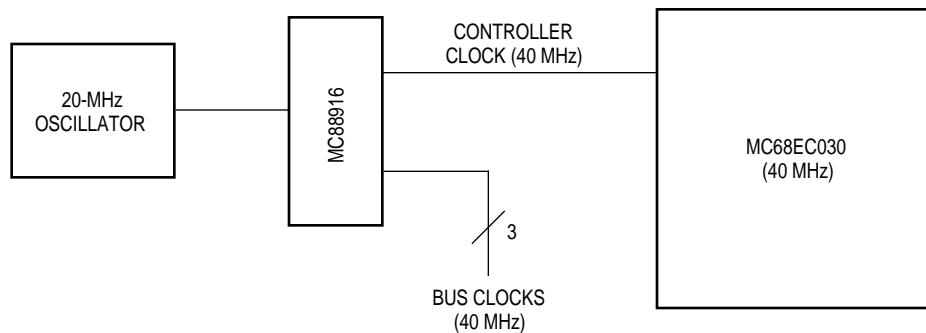 20-MHz
OSCILLATOR
MC88916
CONTROLLER
CLOCK (40 MHz)
3
BUS CLOCKS
(40 MHz)
MC68EC030
(40 MHz)